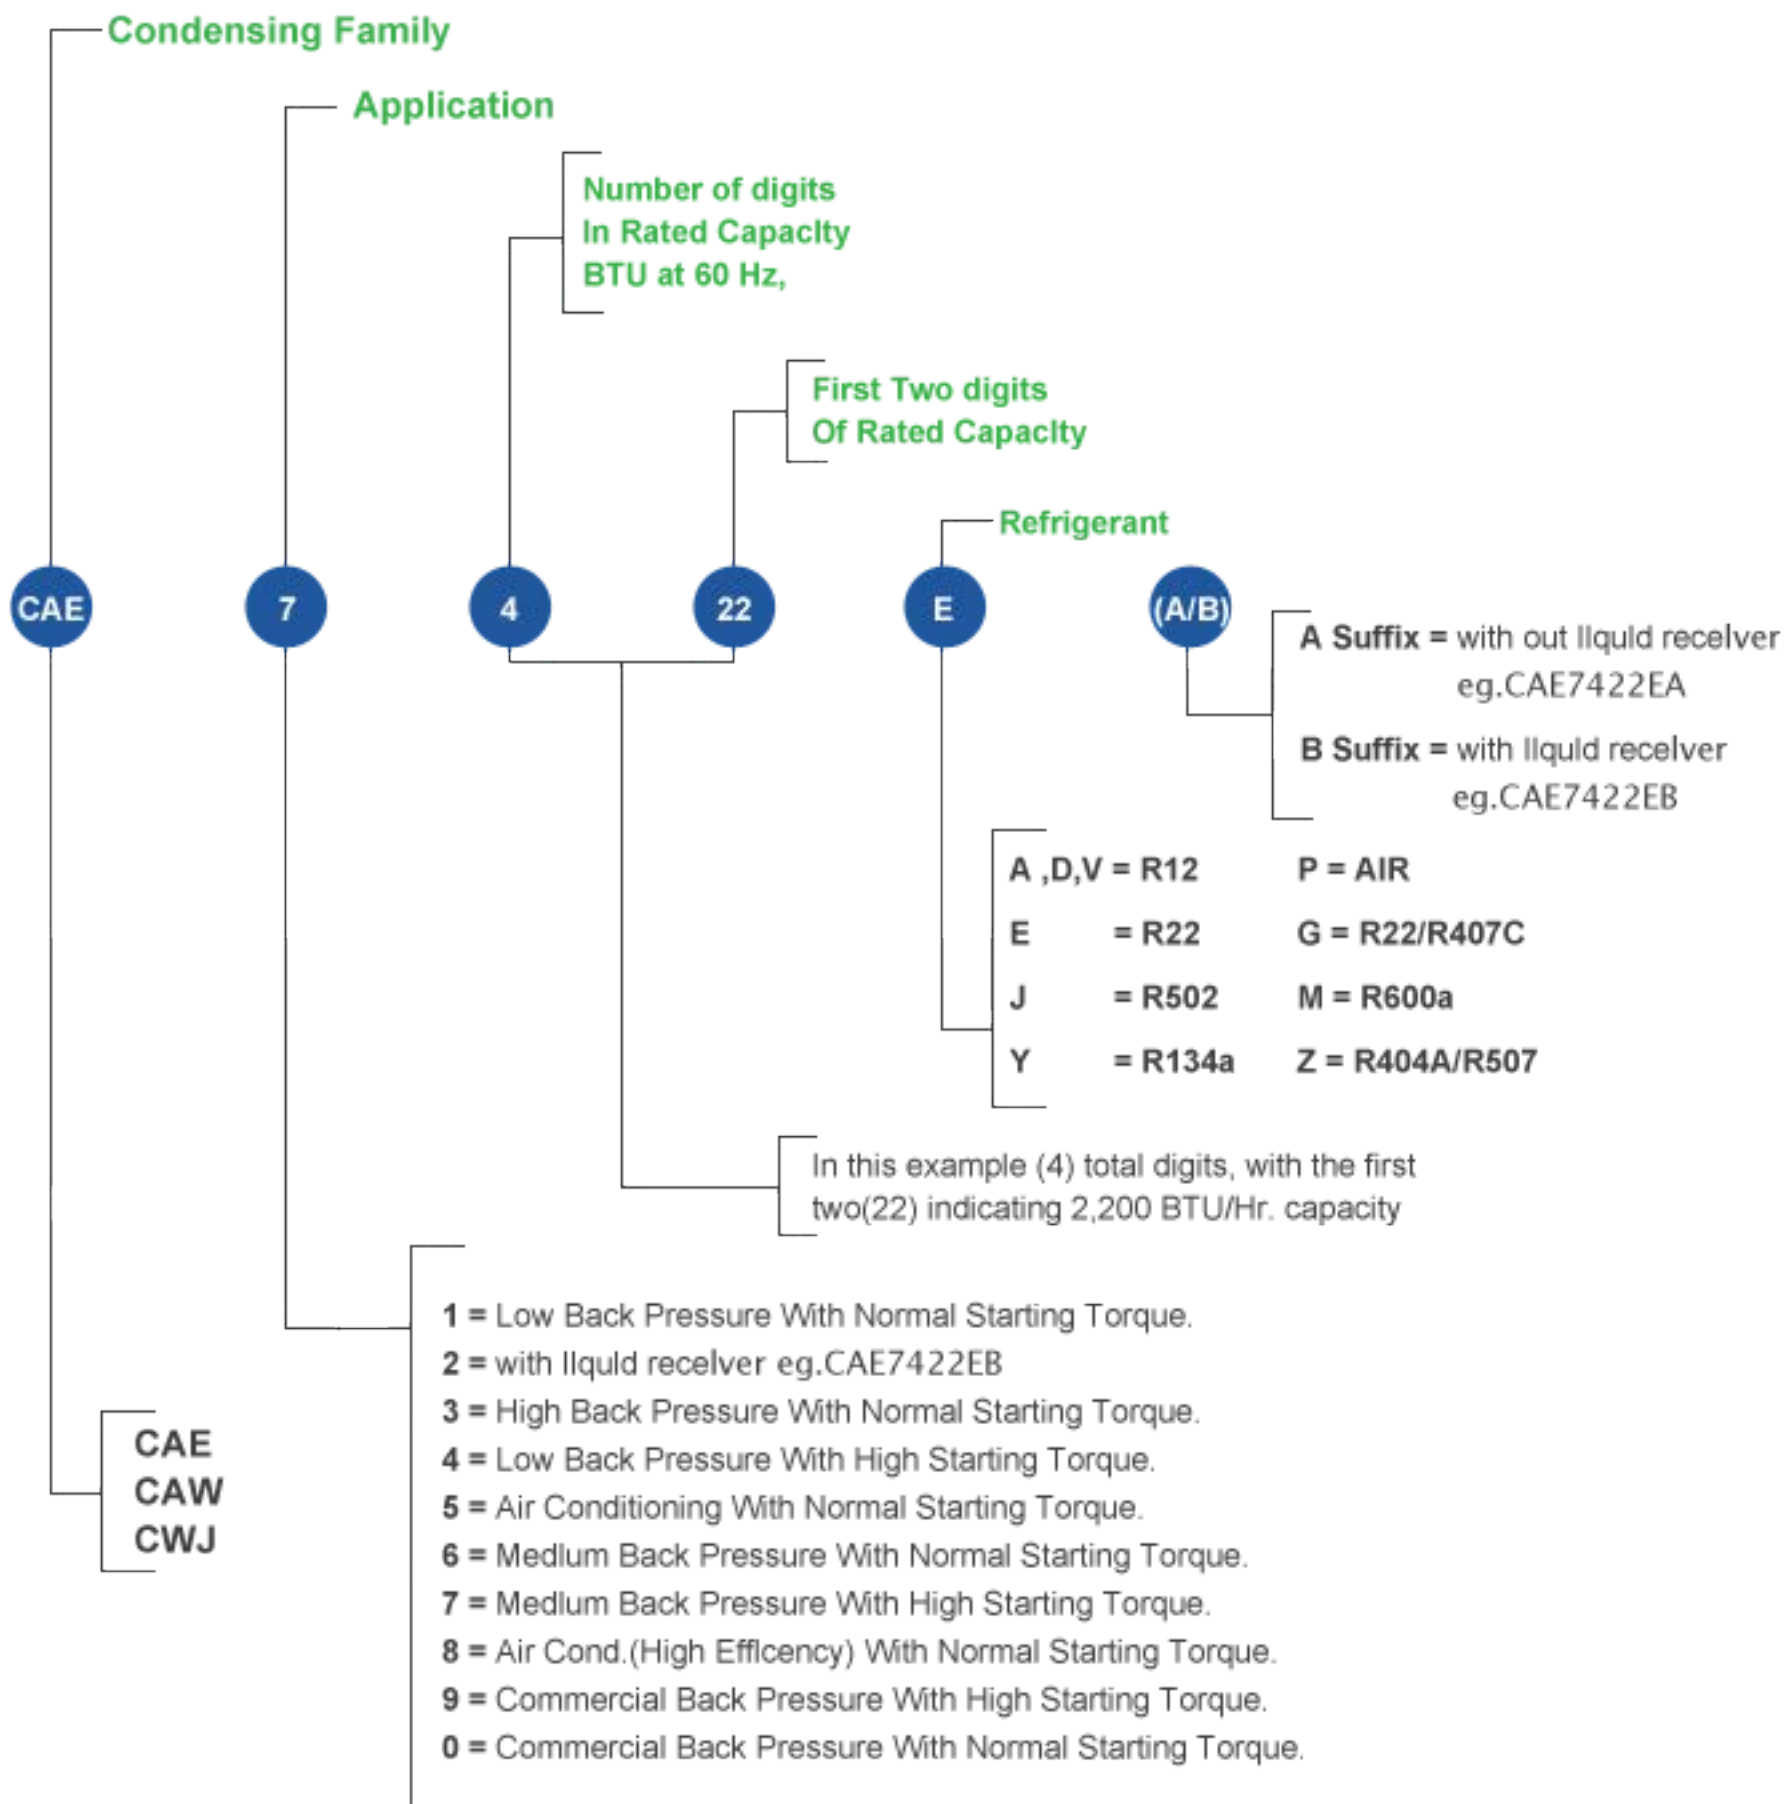 Condensing Family
Application
Number of digits
In Rated CapacIty
BTU at 60 Hz,
First Two digits
Of Rated CapacIty
Refrigerant
CAE
7
4
22
E
(A/B)
A Suffix = with out lIquId receIver
eg.CAE7422EA
B Suffix = with lIquId receIver
eg.CAE7422EB
A ,D,V = R12 P = AIR
E = R22 G = R22/R407C
J = R502 M = R600a
Y = R134a Z = R404A/R507
In this example (4) total digits, with the first
two(22) indicating 2,200 BTU/Hr. capacity
1 = Low Back Pressure With Normal Starting Torque.
2 = with lIquId receIver eg.CAE7422EB
3 = High Back Pressure With Normal Starting Torque.
4 = Low Back Pressure With High Starting Torque.
5 = Air Conditioning With Normal Starting Torque.
6 = MedIum Back Pressure With Normal Starting Torque.
7 = MedIum Back Pressure With High Starting Torque.
8 = Air Cond.(High EffIcency) With Normal Starting Torque.
9 = Commercial Back Pressure With High Starting Torque.
0 = Commercial Back Pressure With Normal Starting Torque.
CAE
CAW
CWJ